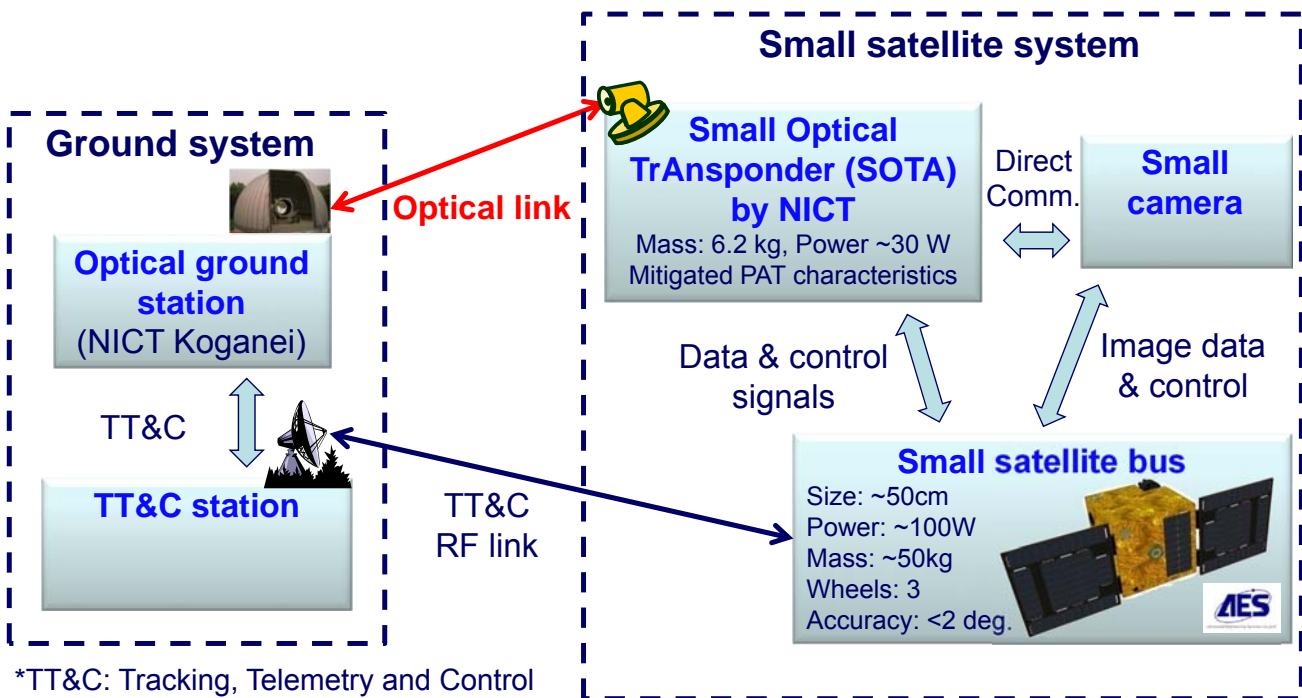 Small satellite system
Ground system
Optical link
Small Optical
TrAnsponder (SOTA)
by NICT
Mass: 6.2 kg, Power ~30 W
Mitigated PAT characteristics
Direct
Comm.
Small
camera
Optical ground
station
(NICT Koganei)
Data & control
signals
Image data
& control
TT&C
TT&C station
TT&C
RF link
Small satellite bus
Size: ~50cm
Power: ~100W
Mass: ~50kg
Wheels: 3
Accuracy: <2 deg.
AES
*TT&C: Tracking, Telemetry and Control